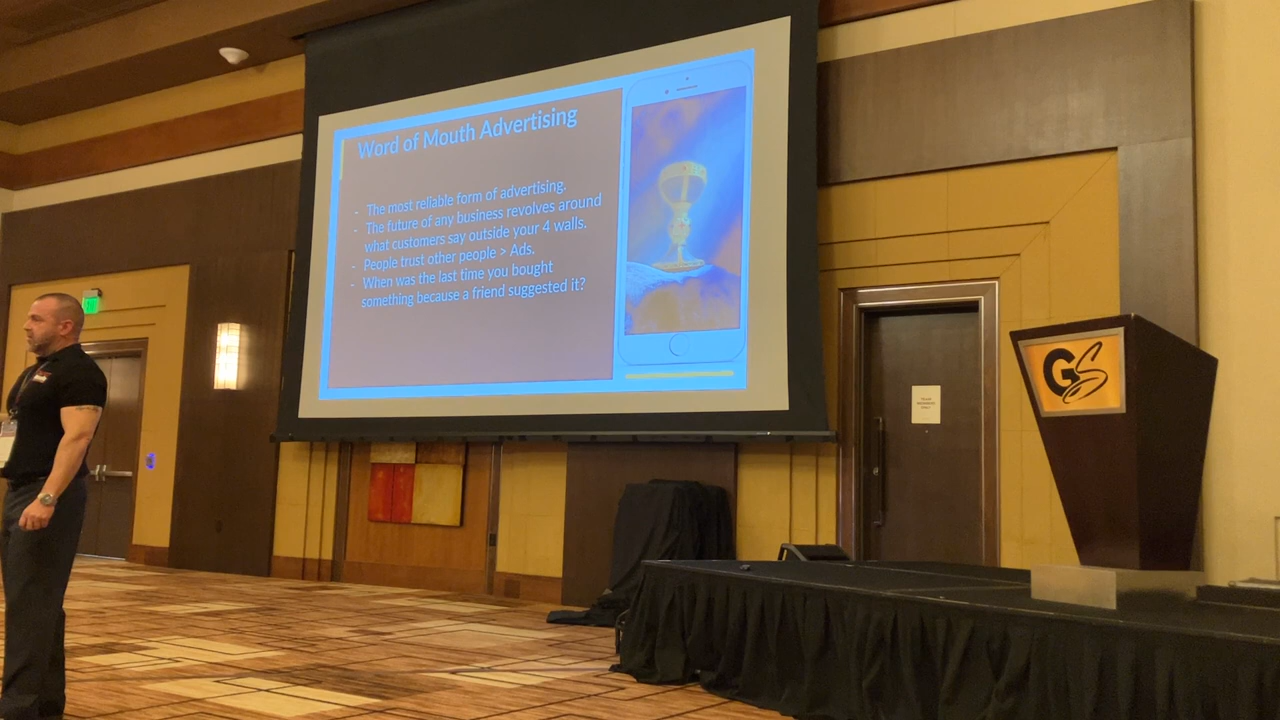 Word of Mouth Advertising
- The most reliable form of advertising.
- The future of any business revolves around
what customers say outside your 4 walls.
- People trust other people > Ads.
- When was the last time you bought
something because a friend suggested it?
GS